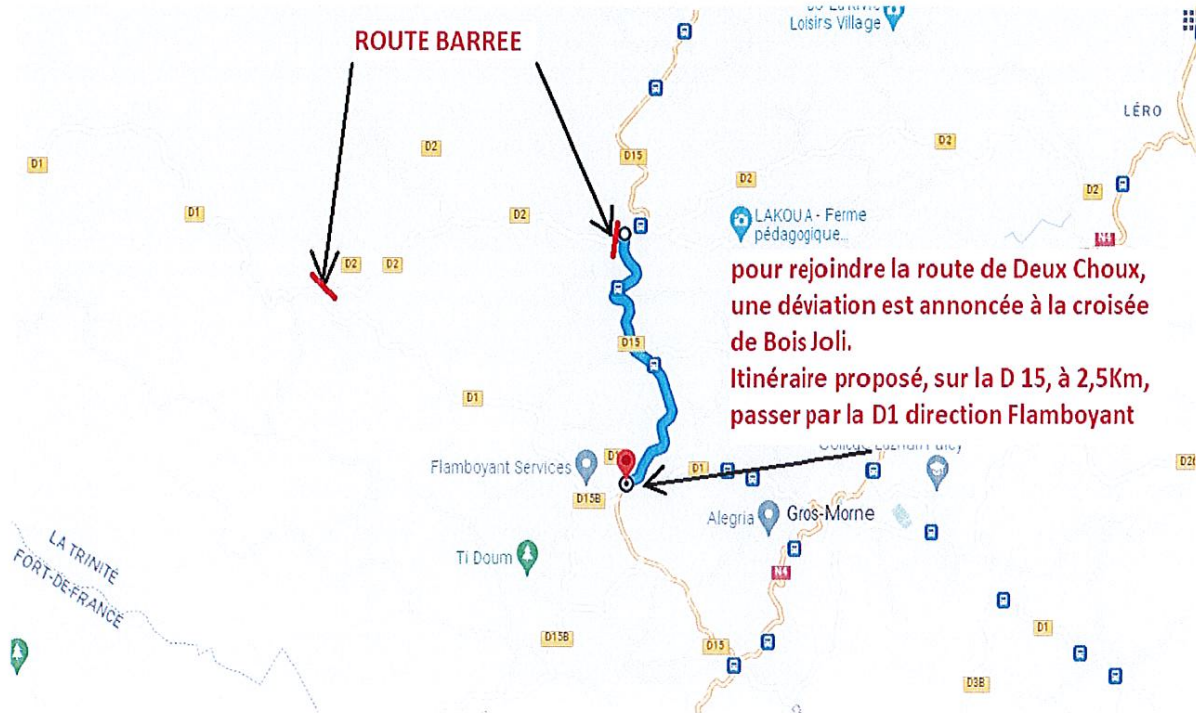 Loisirs Village
ROUTE BARREE
LÉRO
D15
D2
D1
D2
D2
D2
D1
D2
LAKOUA - Ferme
pédagogique...
N4
D2
D2
pour rejoindre la route de Deux Choux,
une déviation est annoncée à la croisée
de Bois Joli.
Itinéraire proposé, sur la D 15, à 2,5Km,
passer par la D1 direction Flamboyant
D15
D1
Flamboyant Services
D1
D15B
Alegria
Gros-Morne
LA TRINITÉ
FORT-DE-FRANCE
Ti Doum
N4
D15B
D15
D1
D3B